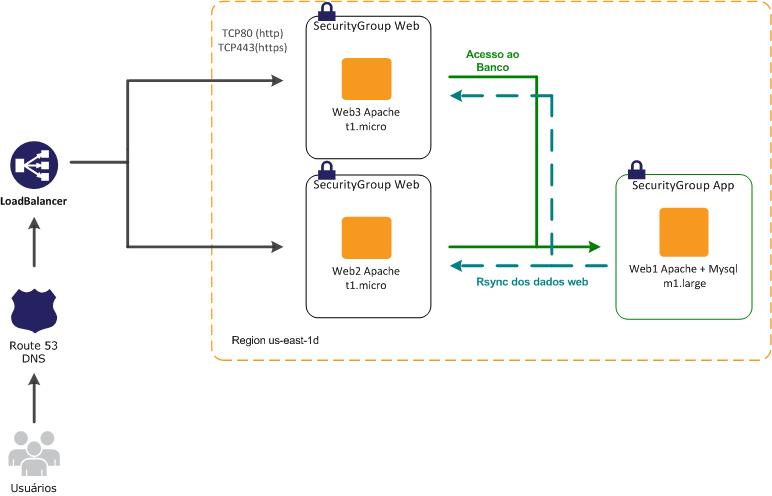 TCP80 (http)
TCP443(https)
SecurityGroup Web
Web3 Apache
t1.micro
Acesso ao
Banco
LoadBalancer
SecurityGroup Web
Web2 Apache
t1.micro
SecurityGroup App
Web1 Apache + Mysql
m1.large
Rsync dos dados web
Region us-east-1d
Route 53
DNS
Usuários